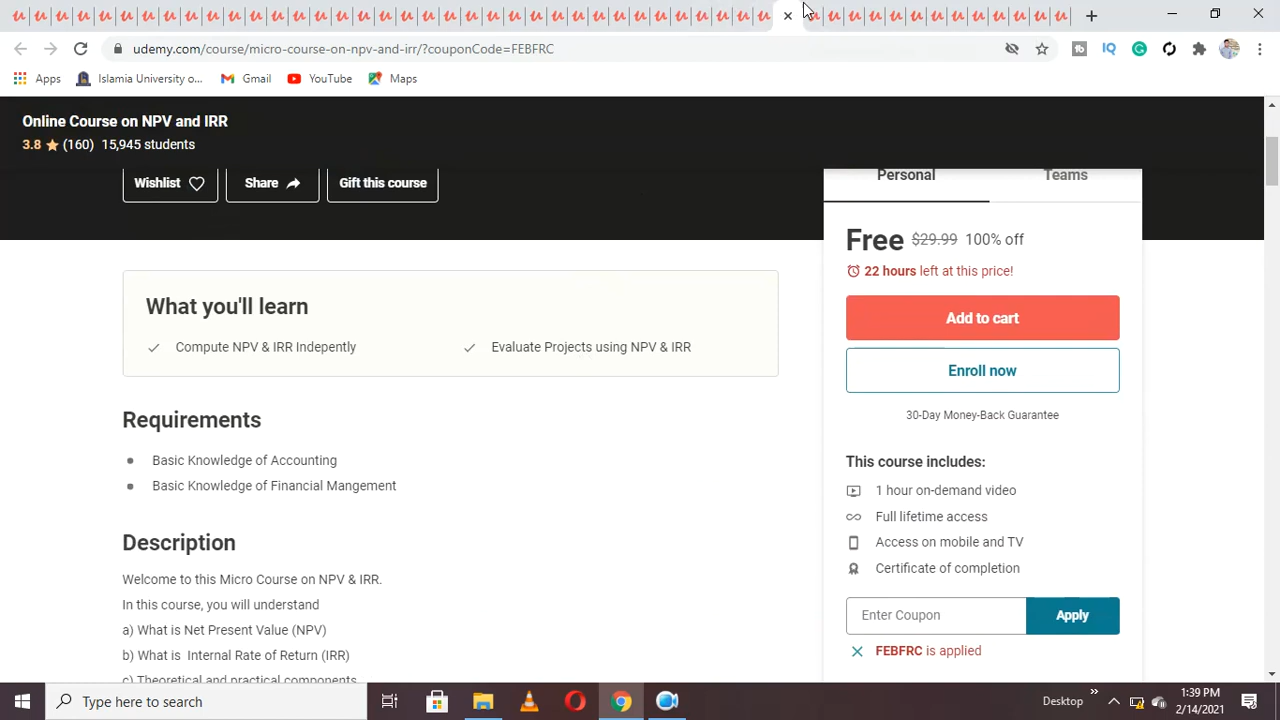 udemy.com/course/micro-course-on-npv-and-irr/?couponCode=FEBFRC
IQ
Apps
Islamia University o...
Gmail
YouTube
Maps
Online Course on NPV and IRR
3.8 ★ (160) 15,945 students
Wishlist
Share
Gift this course
Personal
Teams
Free $29.99 100% off
22 hours left at this price!
Add to cart
Enroll now
30-Day Money-Back Guarantee
This course includes:
1 hour on-demand video
Full lifetime access
Access on mobile and TV
Certificate of completion
Enter Coupon
Apply
FEBFRC is applied
What you'll learn
Compute NPV & IRR Indepently
Evaluate Projects using NPV & IRR
Requirements
Basic Knowledge of Accounting
Basic Knowledge of Financial Mangement
Description
Welcome to this Micro Course on NPV & IRR.
In this course, you will understand
a) What is Net Present Value (NPV)
b) What is Internal Rate of Return (IRR)
c) Theoretical and practical components
Type here to search
Desktop
1:39 PM
2/14/2021